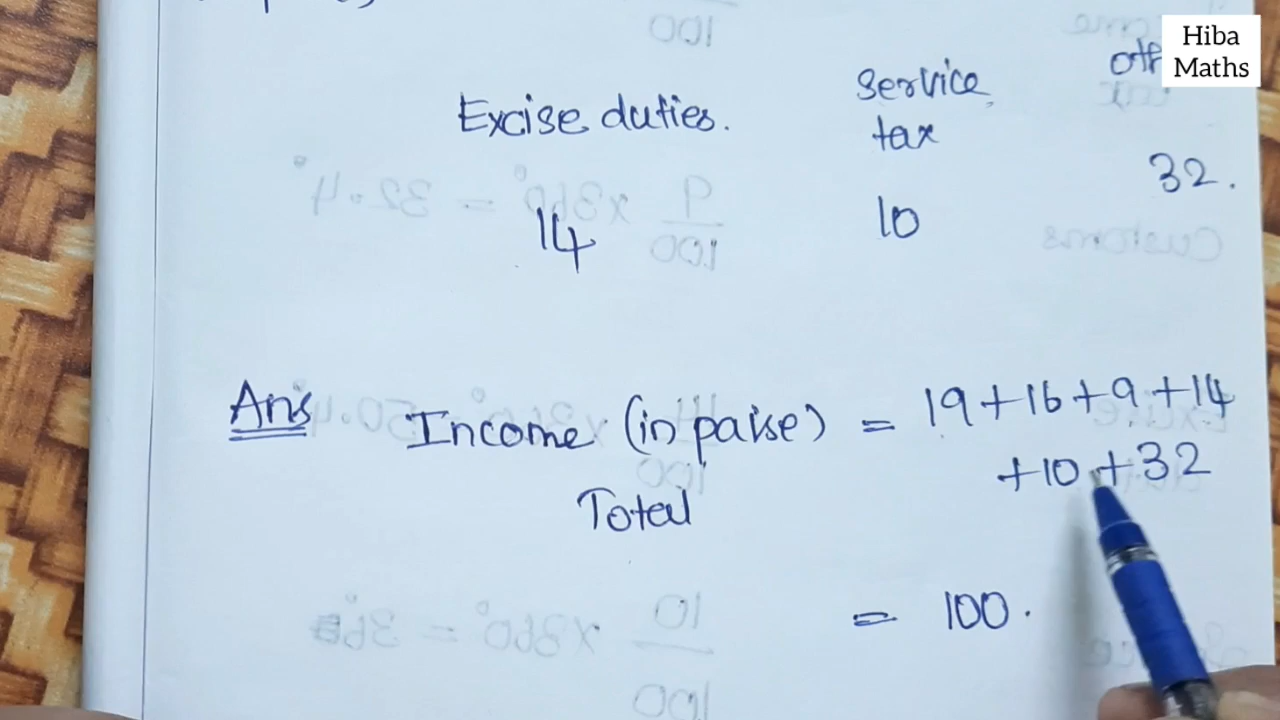 Hiba
Maths
Excise duties.
Service
tax
14
10
32.
Ans Income (in paise) = 19+16+9+14
+10+32
Total
= 100.